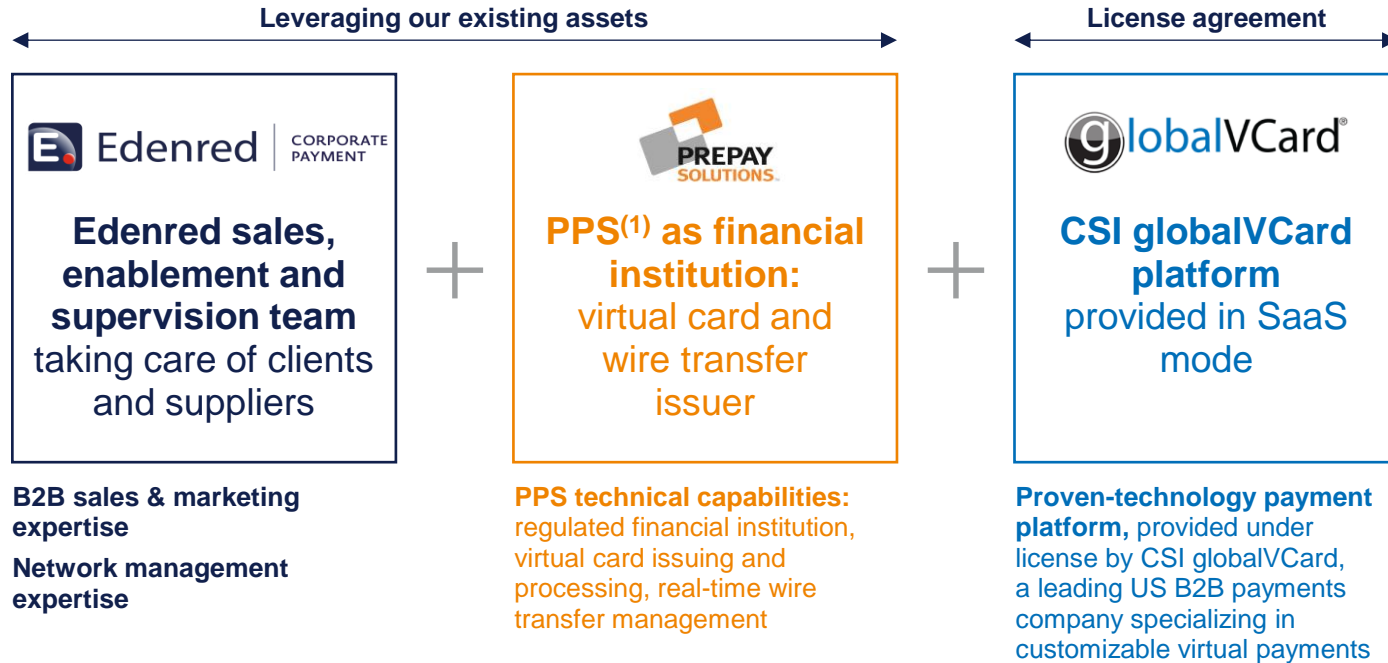 Leveraging our existing assets
License agreement
E. Edenred CORPORATE
PAYMENT
Edenred sales,
enablement and
supervision team
taking care of clients
and suppliers
B2B sales & marketing
expertise
Network management
expertise
+
PREPAY
SOLUTIONS™
PPS(1) as financial
institution:
virtual card and
wire transfer
issuer
PPS technical capabilities:
regulated financial institution,
virtual card issuing and
processing, real-time wire
transfer management
+
globalVCard®
CSI globalVCard
platform
provided in SaaS
mode
Proven-technology payment
platform, provided under
license by CSI globalVCard,
a leading US B2B payments
company specializing in
customizable virtual payments